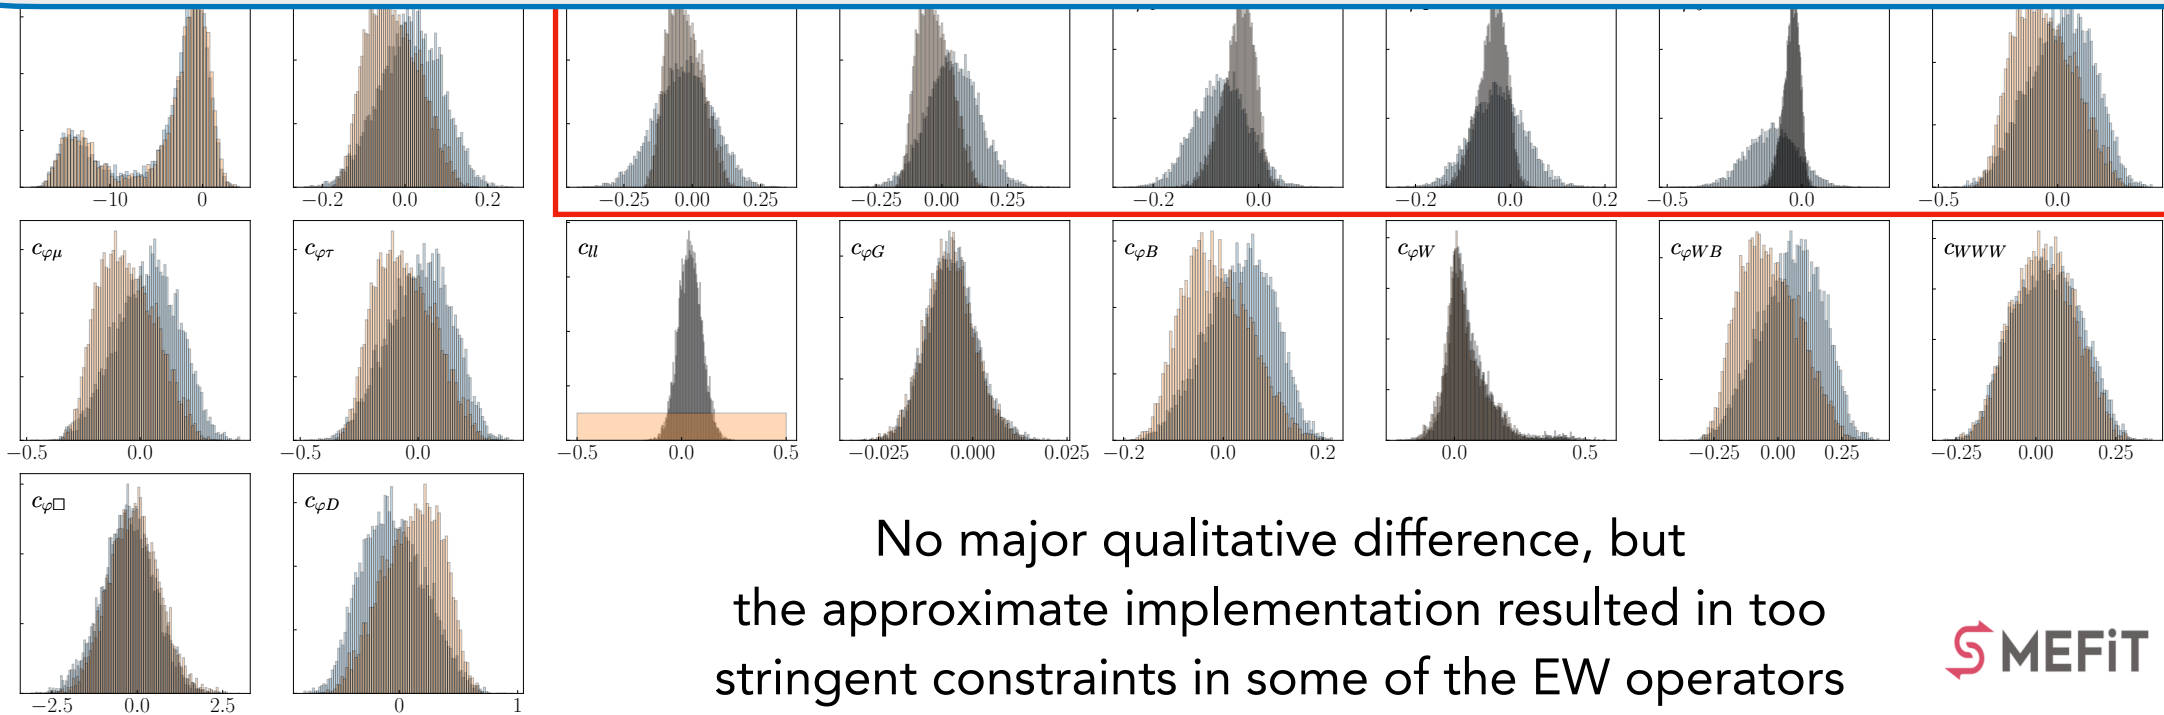 −10 0 −0.2 0.0 0.2 −0.25 0.00 0.25 −0.25 0.00 0.25 −0.2 0.0 −0.2 0.0 0.2 −0.5 0.0 −0.5 0.0
cφμ cφτ cll cφG cφB cφW cφWB cWWW
−0.5 0.0 −0.5 0.0 −0.5 0.0 0.5 −0.025 0.000 0.025 −0.2 0.0 0.2 0.0 0.5 −0.25 0.00 0.25 −0.25 0.00 0.25
cφ□ cφD
−2.5 0.0 2.5 0 1
No major qualitative difference, but
the approximate implementation resulted in too
stringent constraints in some of the EW operators
SMEFiT